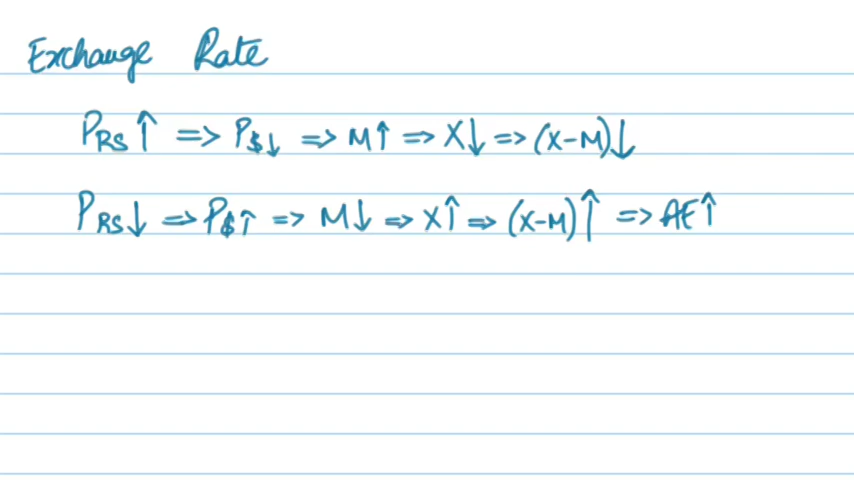 Exchange Rate
P_RS ↑ => P_$ ↓ => M↑ => X↓ => (X-M)↓
P_RS ↓ => P_$ ↑ => M↓ => X↑ => (X-M)↑ => AE↑